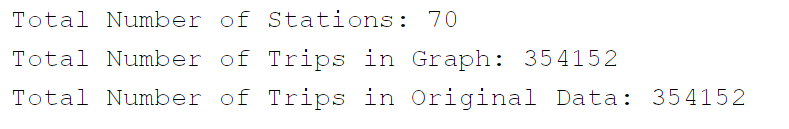 Total Number of Stations: 70
Total Number of Trips in Graph: 354152
Total Number of Trips in Original Data: 354152